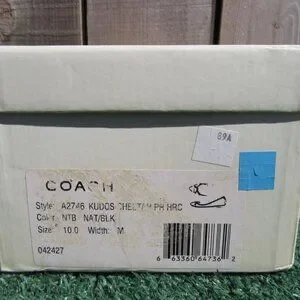 89A
COACH
Style: A2746 KUDOS CHEETAH PH HRC
Color: NTB NAT/BLK
Size: 10.0 Width: M
042427
6 63360 64736 2